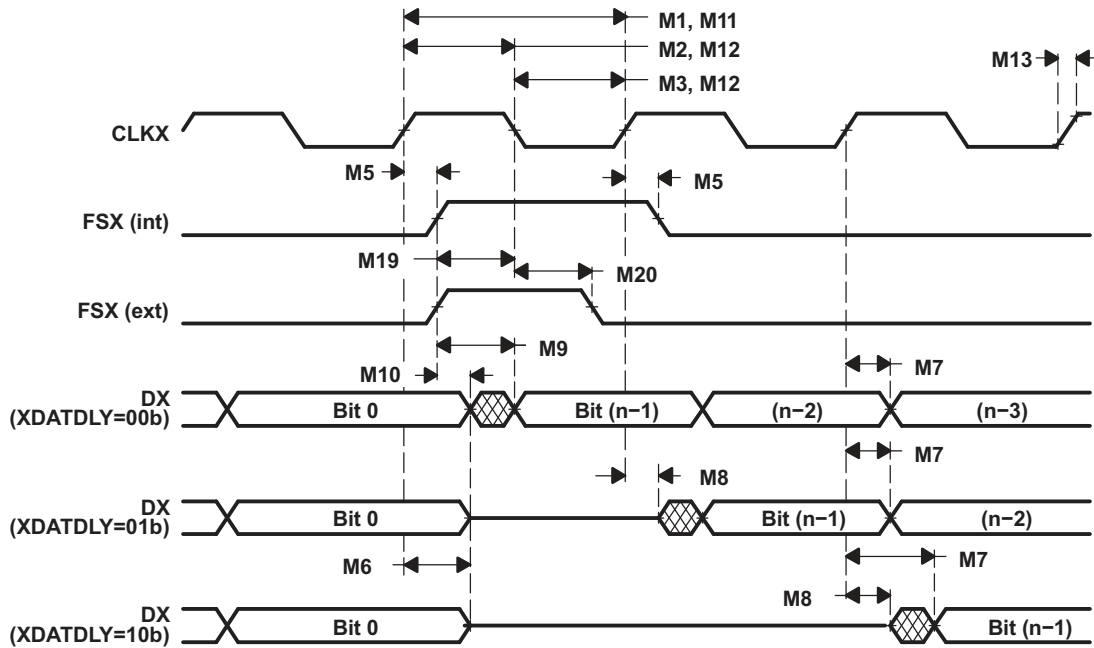 M1, M11
M2, M12
M13
M3, M12
CLKX
M5
M5
FSX (int)
M19
M20
FSX (ext)
M9
M10
M7
DX
(XDATDLY=00b)
Bit 0
Bit (n−1)
(n−2)
(n−3)
M7
M8
DX
(XDATDLY=01b)
Bit 0
Bit (n−1)
(n−2)
M6
M7
M8
DX
(XDATDLY=10b)
Bit 0
Bit (n−1)